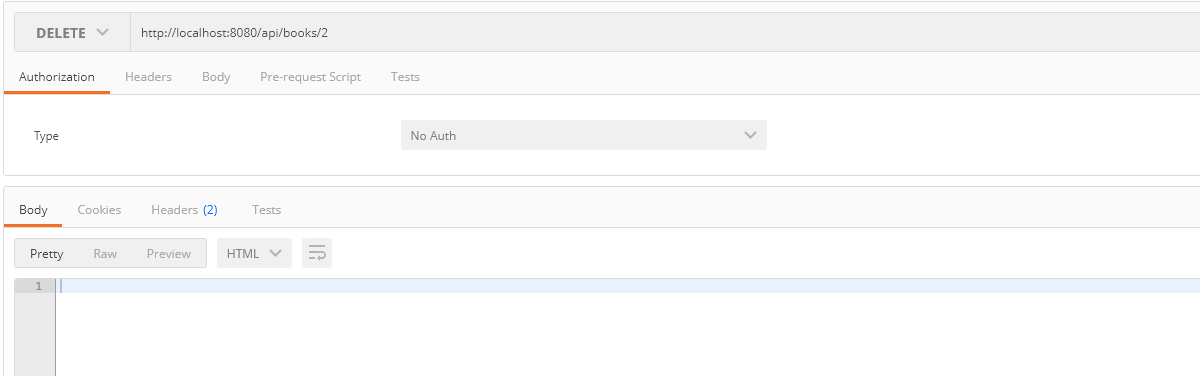 DELETE http://localhost:8080/api/books/2
Authorization Headers Body Pre-request Script Tests
Type No Auth
Body Cookies Headers (2) Tests
Pretty Raw Preview HTML
1